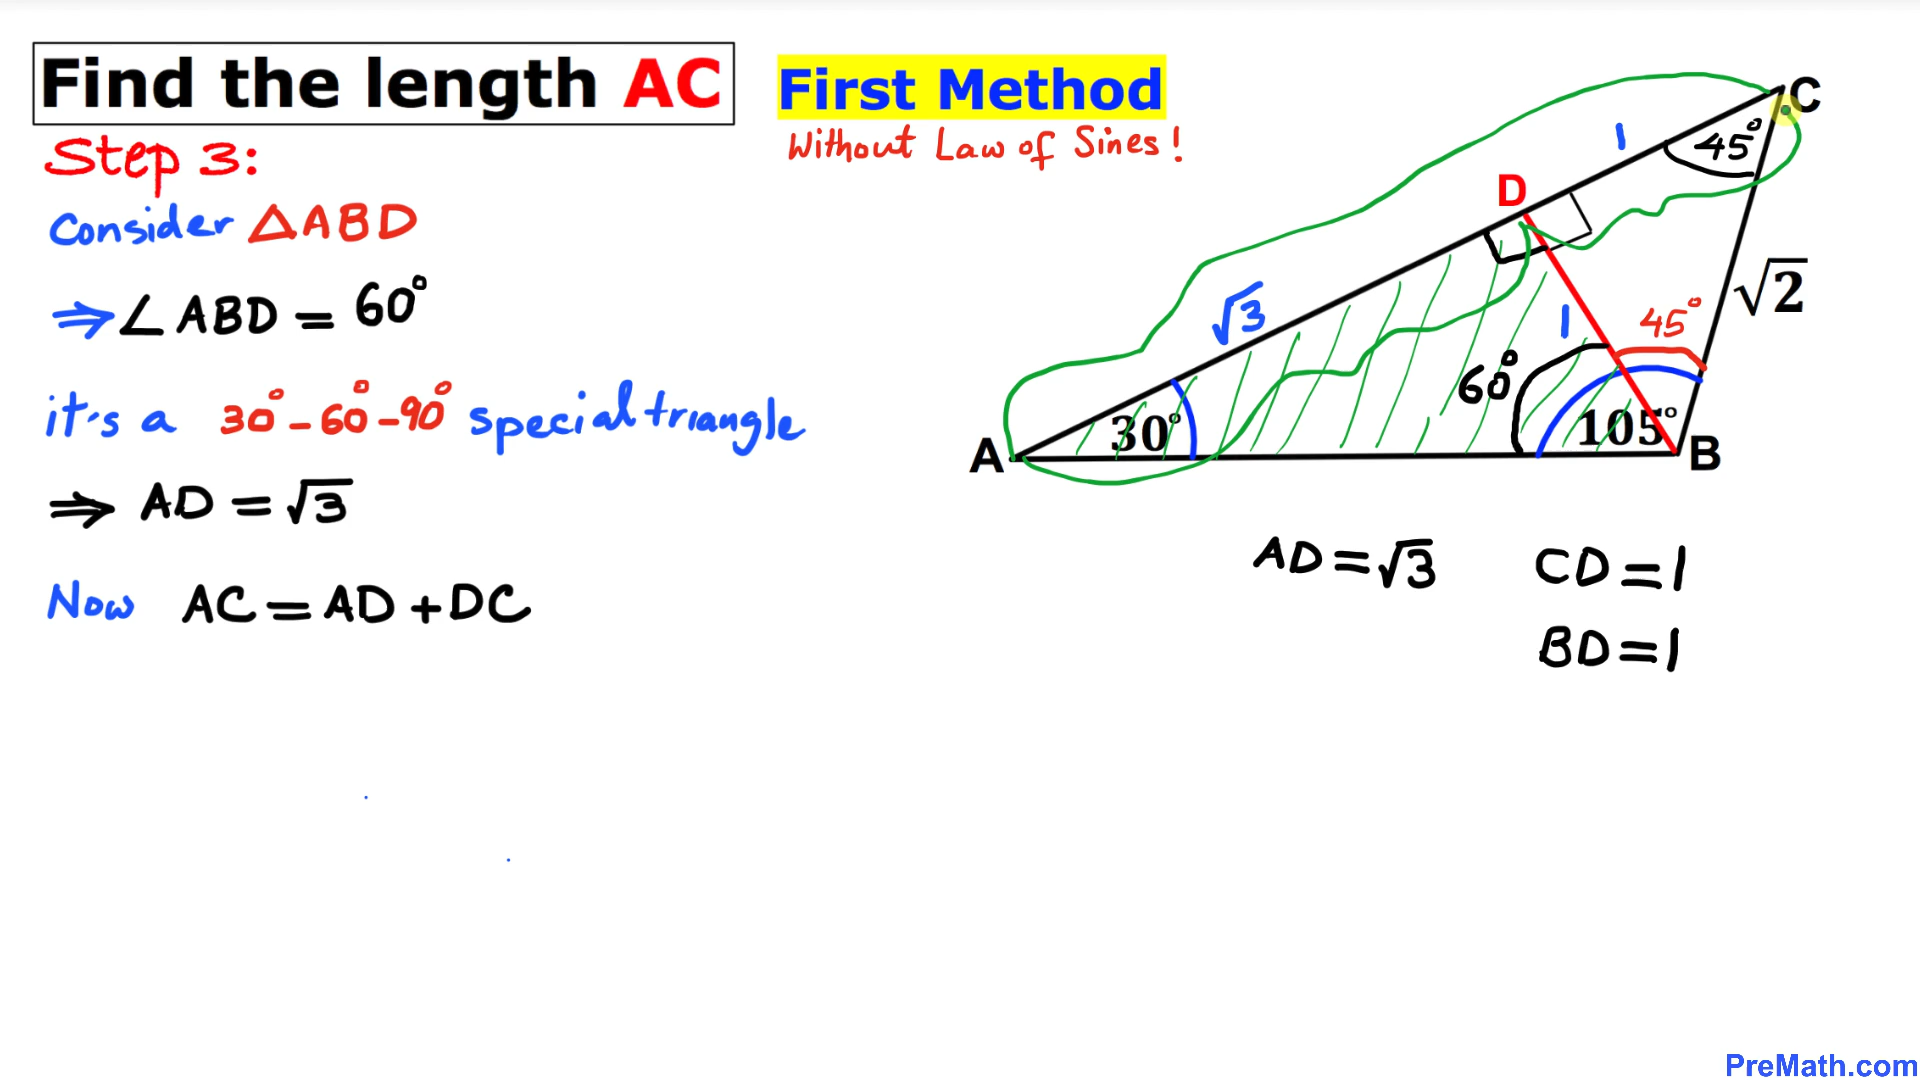 Find the length AC
First Method
Without Law of Sines!
Step 3:
Consider △ABD
⇒∠ABD = 60°
it's a 30°-60°-90° special triangle
⇒ AD = √3
Now AC = AD + DC
C
1
45°
D
√3
1
45°
√2
60°
30°
105°
A
B
AD = √3
CD = 1
BD = 1
PreMath.com